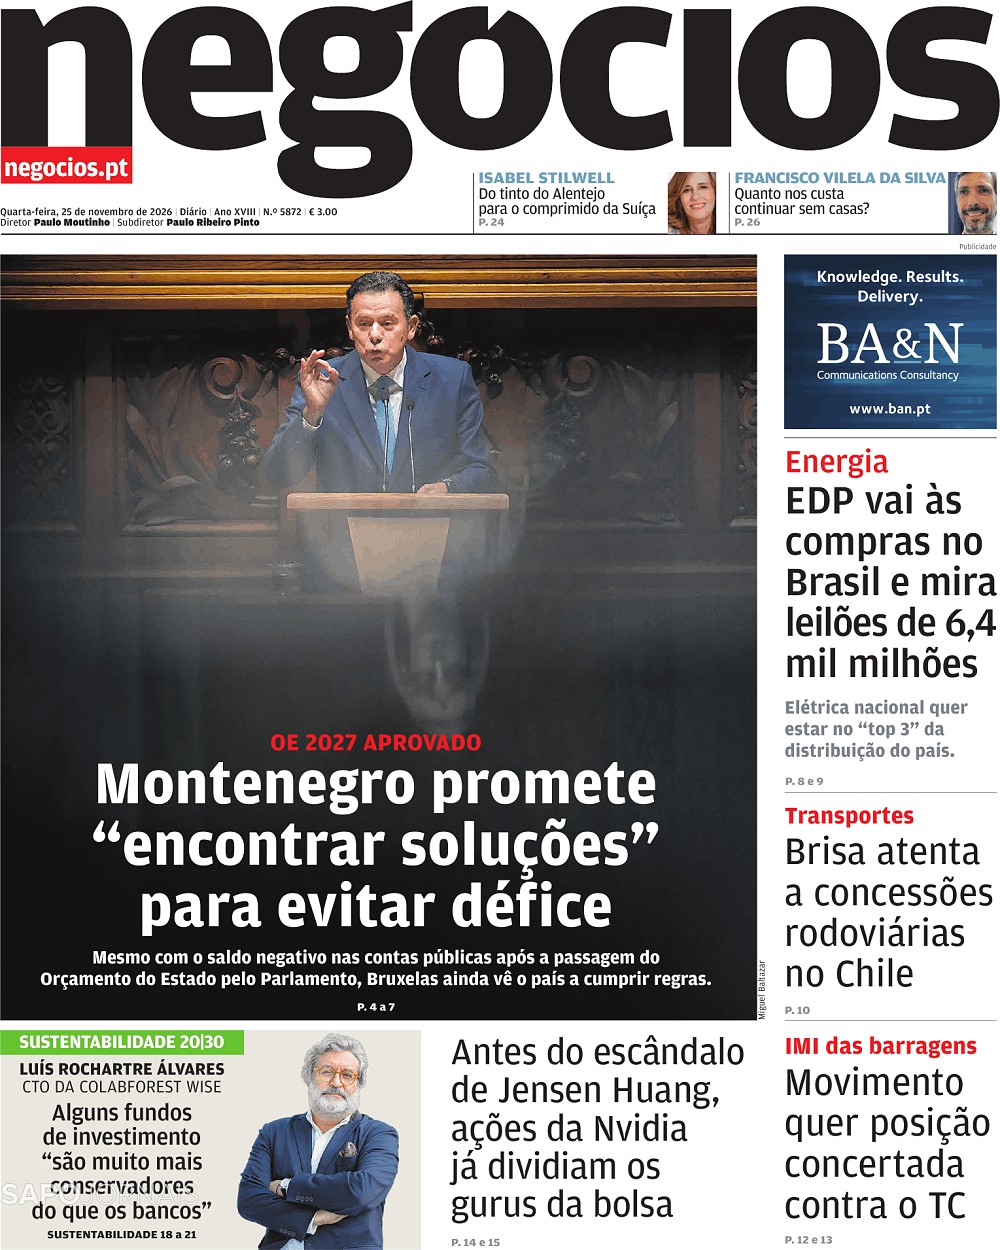 negócios
negocios.pt
Quarta-feira, 25 de novembro de 2026 | Diário | Ano XVIII | N.º 5872 | € 3.00
Diretor Paulo Moutinho | Subdiretor Paulo Ribeiro Pinto
ISABEL STILWELL
Do tinto do Alentejo
para o comprimido da Suíça
P. 24
FRANCISCO VILELA DA SILVA
Quanto nos custa
continuar sem casas?
P. 26
Publicidade
Knowledge. Results.
Delivery.
BA&N
Communications Consultancy
www.ban.pt
OE 2027 APROVADO
Montenegro promete
“encontrar soluções”
para evitar défice
Mesmo com o saldo negativo nas contas públicas após a passagem do
Orçamento do Estado pelo Parlamento, Bruxelas ainda vê o país a cumprir regras.
P. 4 a 7
Miguel Baltazar
Energia
EDP vai às
compras no
Brasil e mira
leilões de 6,4
mil milhões
Elétrica nacional quer
estar no “top 3” da
distribuição do país.
P. 8 e 9
Transportes
Brisa atenta
a concessões
rodoviárias
no Chile
P. 10
IMI das barragens
Movimento
quer posição
concertada
contra o TC
P. 12 e 13
SUSTENTABILIDADE 20|30
LUÍS ROCHARTRE ÁLVARES
CTO DA COLABFOREST WISE
Alguns fundos
de investimento
“são muito mais
conservadores
do que os bancos”
SUSTENTABILIDADE 18 a 21
SAPO JORNAIS
Antes do escândalo
de Jensen Huang,
ações da Nvidia
já dividiam os
gurus da bolsa
P. 14 e 15